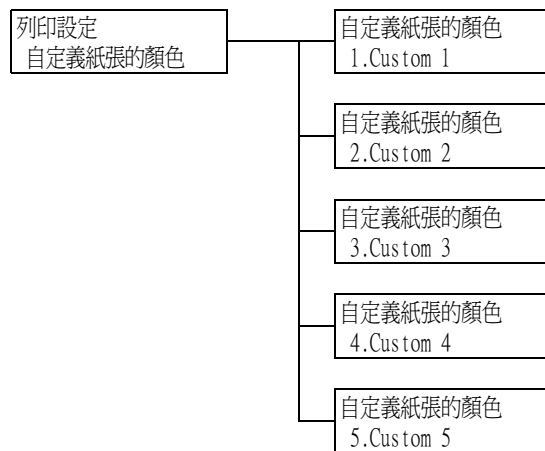 列印設定
自定義紙張的顏色
自定義紙張的顏色
1.Custom 1
自定義紙張的顏色
2.Custom 2
自定義紙張的顏色
3.Custom 3
自定義紙張的顏色
4.Custom 4
自定義紙張的顏色
5.Custom 5